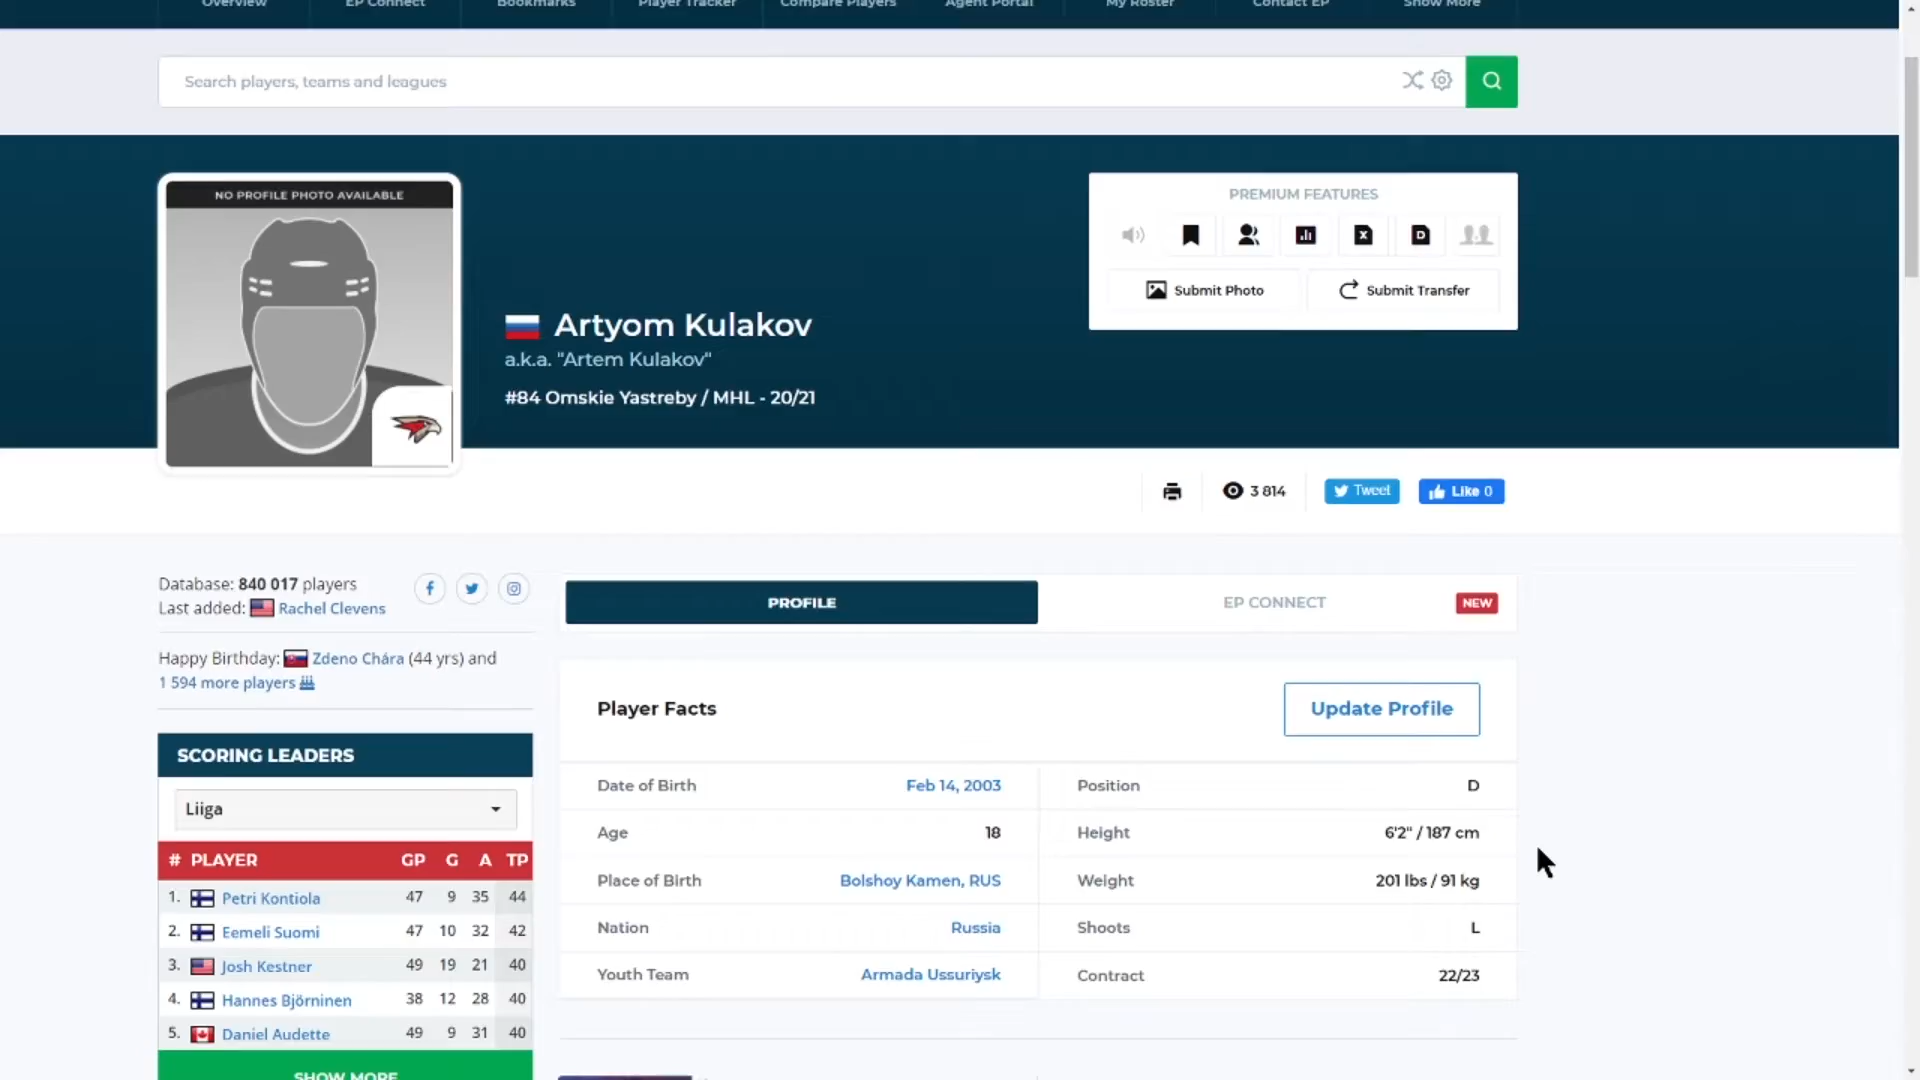 Overview EP Connect Bookmarks Player Tracker Compare Players Agent Portal My Roster Contact EP Show More
Search players, teams and leagues
NO PROFILE PHOTO AVAILABLE
PREMIUM FEATURES
Submit Photo Submit Transfer
Artyom Kulakov
a.k.a. "Artem Kulakov"
#84 Omskie Yastreby / MHL - 20/21
3 814 Tweet Like 0
Database: 840 017 players
Last added: Rachel Clevens
Happy Birthday: Zdeno Chára (44 yrs) and
1 594 more players
SCORING LEADERS
Liiga
# PLAYER GP G A TP
1. Petri Kontiola 47 9 35 44
2. Eemeli Suomi 47 10 32 42
3. Josh Kestner 49 19 21 40
4. Hannes Björninen 38 12 28 40
5. Daniel Audette 49 9 31 40
SHOW MORE
PROFILE EP CONNECT NEW
Player Facts Update Profile
Date of Birth Feb 14, 2003 Position D
Age 18 Height 6'2" / 187 cm
Place of Birth Bolshoy Kamen, RUS Weight 201 lbs / 91 kg
Nation Russia Shoots L
Youth Team Armada Ussuriysk Contract 22/23